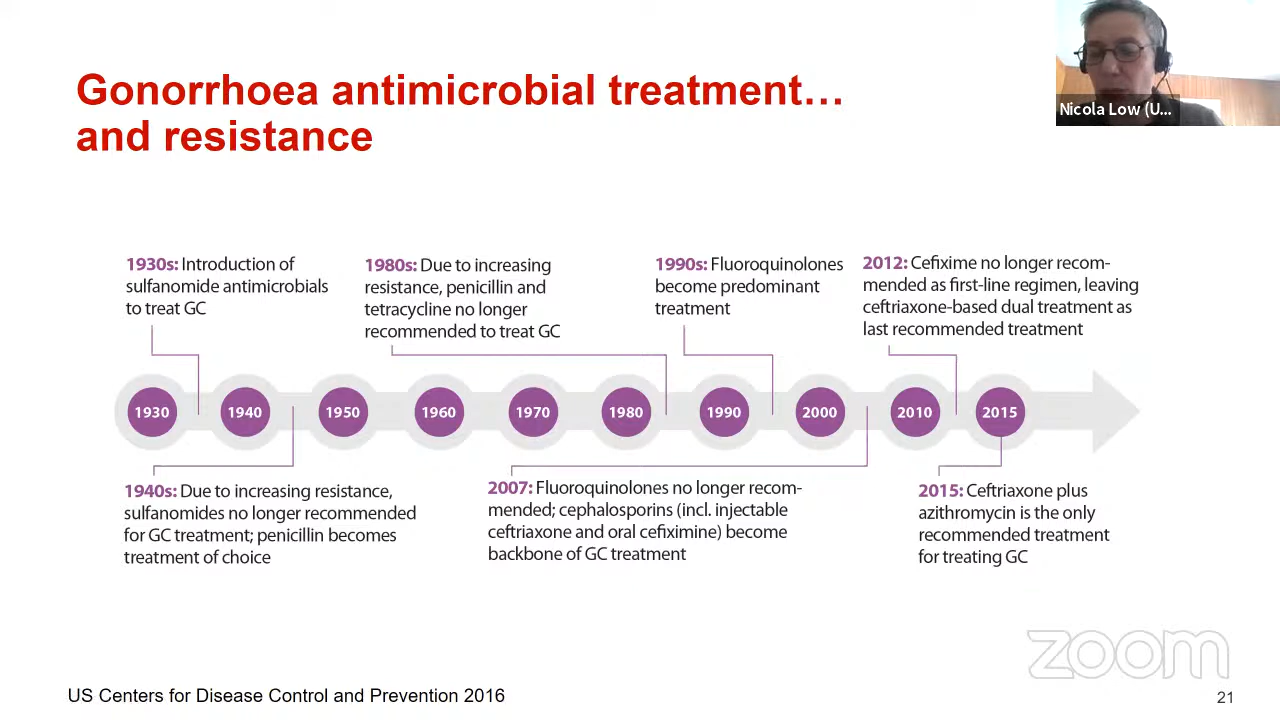 Gonorrhoea antimicrobial treatment…
and resistance
Nicola Low (U...
1930s: Introduction of
sulfanomide antimicrobials
to treat GC
1980s: Due to increasing
resistance, penicillin and
tetracycline no longer
recommended to treat GC
1990s: Fluoroquinolones
become predominant
treatment
2012: Cefixime no longer recom-
mended as first-line regimen, leaving
ceftriaxone-based dual treatment as
last recommended treatment
1930 1940 1950 1960 1970 1980 1990 2000 2010 2015
1940s: Due to increasing resistance,
sulfanomides no longer recommended
for GC treatment; penicillin becomes
treatment of choice
2007: Fluoroquinolones no longer recom-
mended; cephalosporins (incl. injectable
ceftriaxone and oral cefiximine) become
backbone of GC treatment
2015: Ceftriaxone plus
azithromycin is the only
recommended treatment
for treating GC
zoom
US Centers for Disease Control and Prevention 2016
21